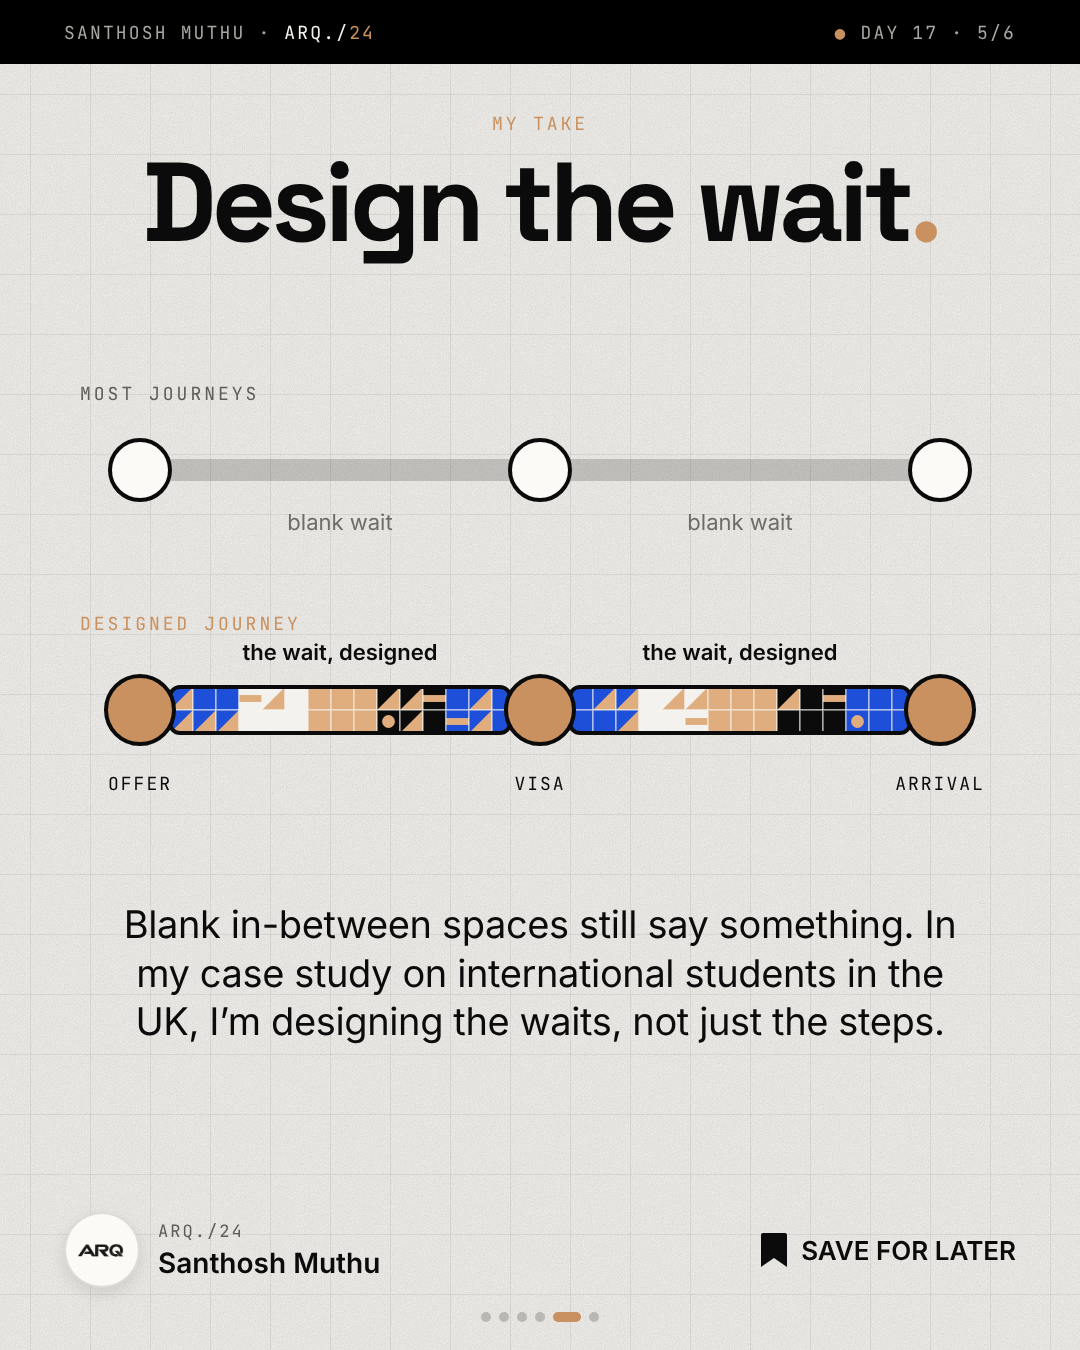 SANTHOSH MUTHU · ARQ./24
DAY 17 · 5/6
MY TAKE
Design the wait.
MOST JOURNEYS
blank wait
blank wait
DESIGNED JOURNEY
the wait, designed
the wait, designed
OFFER
VISA
ARRIVAL
Blank in-between spaces still say something. In
my case study on international students in the
UK, I’m designing the waits, not just the steps.
ARQ
ARQ./24
Santhosh Muthu
SAVE FOR LATER